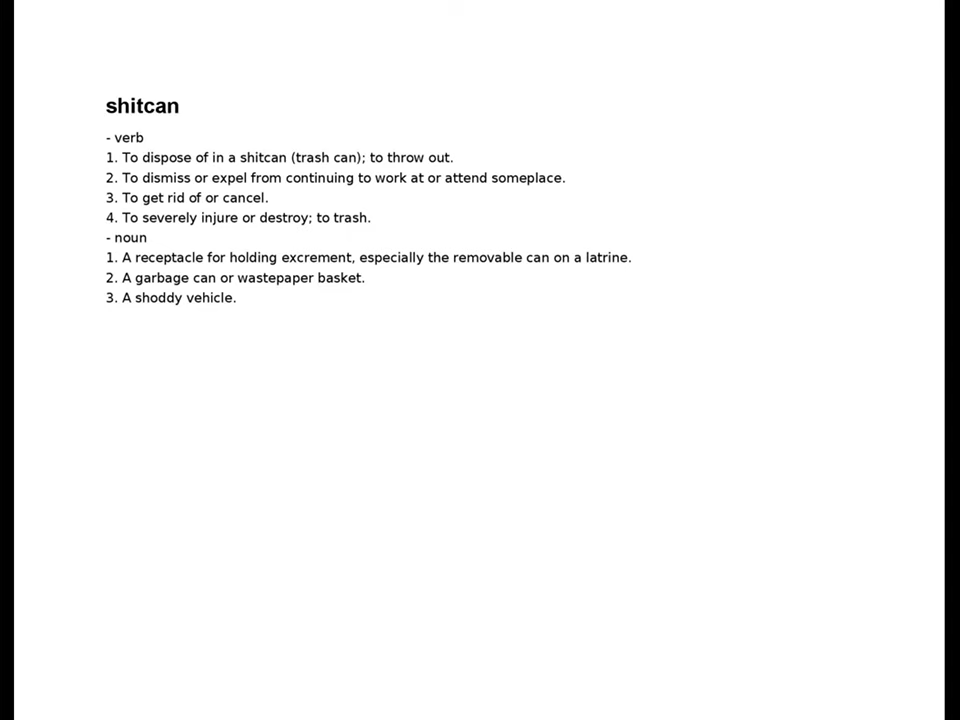 shitcan
- verb
1. To dispose of in a shitcan (trash can); to throw out.
2. To dismiss or expel from continuing to work at or attend someplace.
3. To get rid of or cancel.
4. To severely injure or destroy; to trash.
- noun
1. A receptacle for holding excrement, especially the removable can on a latrine.
2. A garbage can or wastepaper basket.
3. A shoddy vehicle.